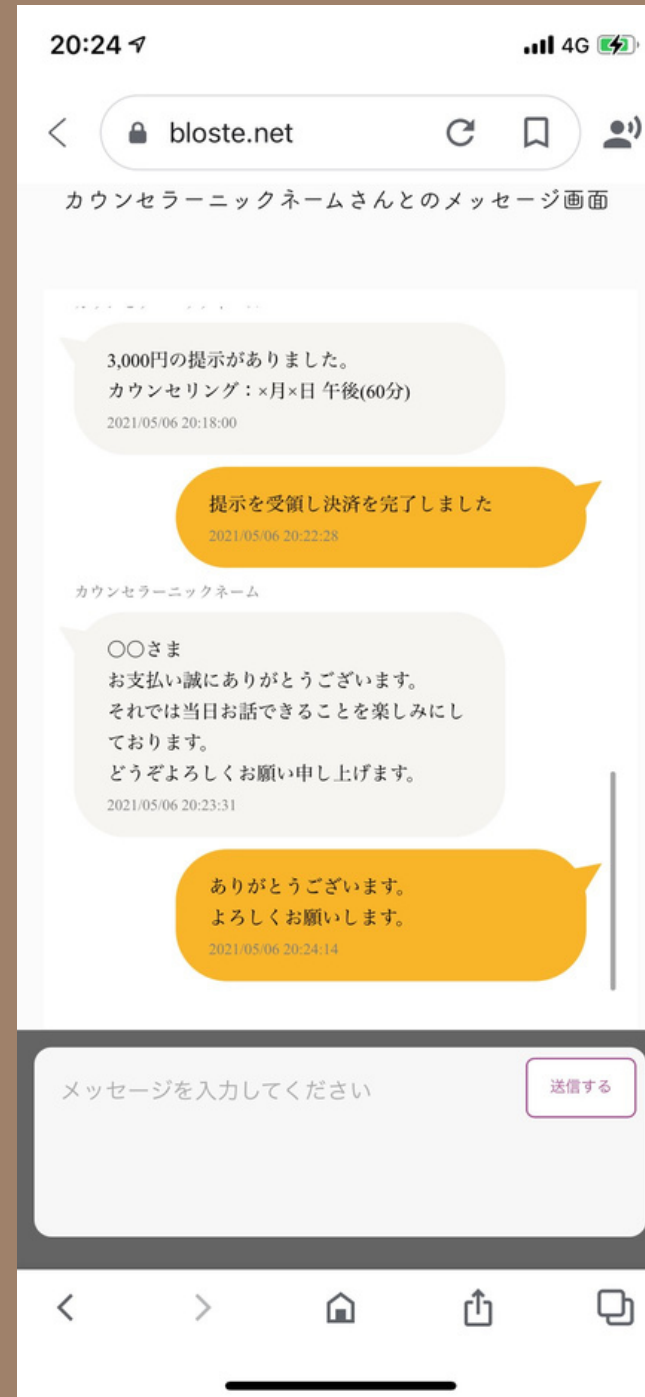 20:24
4G
bloste.net
カウンセラーニックネームさんとのメッセージ画面
3,000円の提示がありました。
カウンセリング：×月×日 午後(60分)
2021/05/06 20:18:00
提示を受領し決済を完了しました
2021/05/06 20:22:28
カウンセラーニックネーム
〇〇さま
お支払い誠にありがとうございます。
それでは当日お話できることを楽しみにし
ております。
どうぞよろしくお願い申し上げます。
2021/05/06 20:23:31
ありがとうございます。
よろしくお願いします。
2021/05/06 20:24:14
メッセージを入力してください
送信する